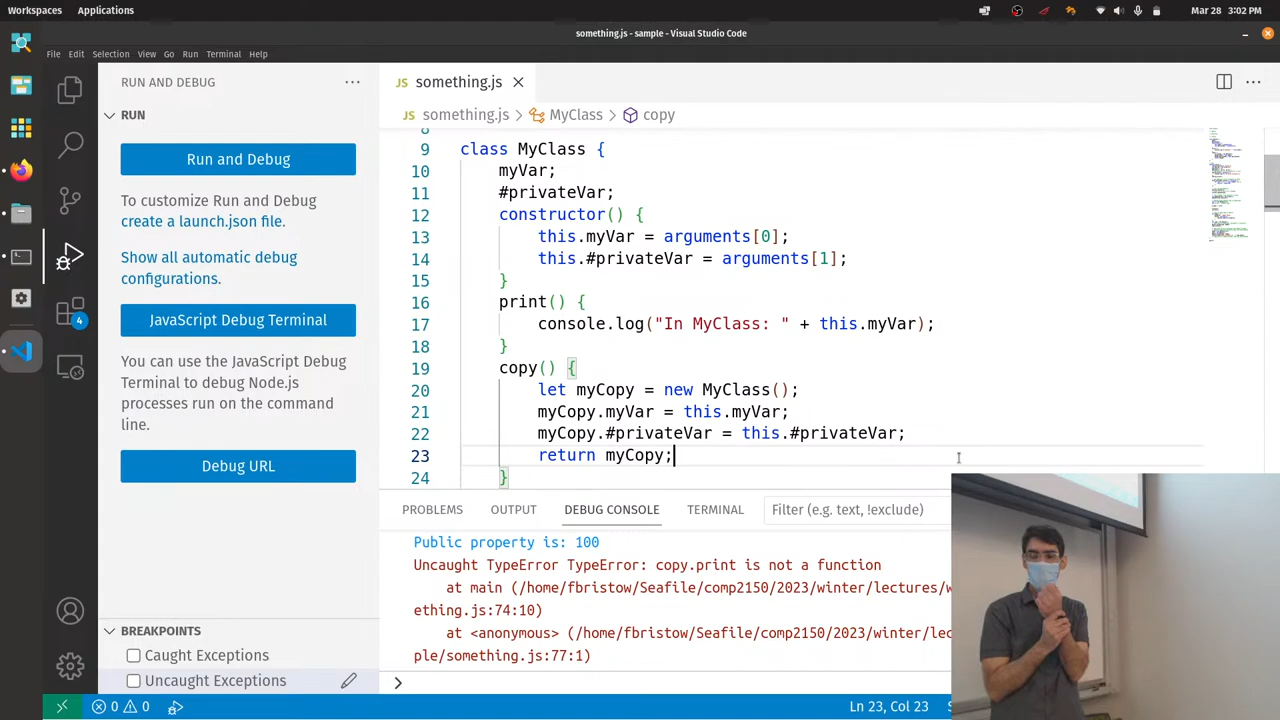 Workspaces Applications Mar 28 3:02 PM
something.js - sample - Visual Studio Code
File Edit Selection View Go Run Terminal Help
RUN AND DEBUG
RUN
Run and Debug
To customize Run and Debug
create a launch.json file.
Show all automatic debug
configurations.
JavaScript Debug Terminal
You can use the JavaScript Debug
Terminal to debug Node.js
processes run on the command
line.
Debug URL
4
BREAKPOINTS
Caught Exceptions
Uncaught Exceptions
JS something.js
JS something.js > MyClass > copy
8
9 class MyClass {
10 myVar;
11 #privateVar;
12 constructor() {
13 this.myVar = arguments[0];
14 this.#privateVar = arguments[1];
15 }
16 print() {
17 console.log("In MyClass: " + this.myVar);
18 }
19 copy() {
20 let myCopy = new MyClass();
21 myCopy.myVar = this.myVar;
22 myCopy.#privateVar = this.#privateVar;
23 return myCopy;
24 }
PROBLEMS OUTPUT DEBUG CONSOLE TERMINAL Filter (e.g. text, !exclude)
Public property is: 100
Uncaught TypeError TypeError: copy.print is not a function
at main (/home/fbristow/Seafile/comp2150/2023/winter/lectures/w
ething.js:74:10)
at <anonymous> (/home/fbristow/Seafile/comp2150/2023/winter/lec
ple/something.js:77:1)
0 0 Ln 23, Col 23